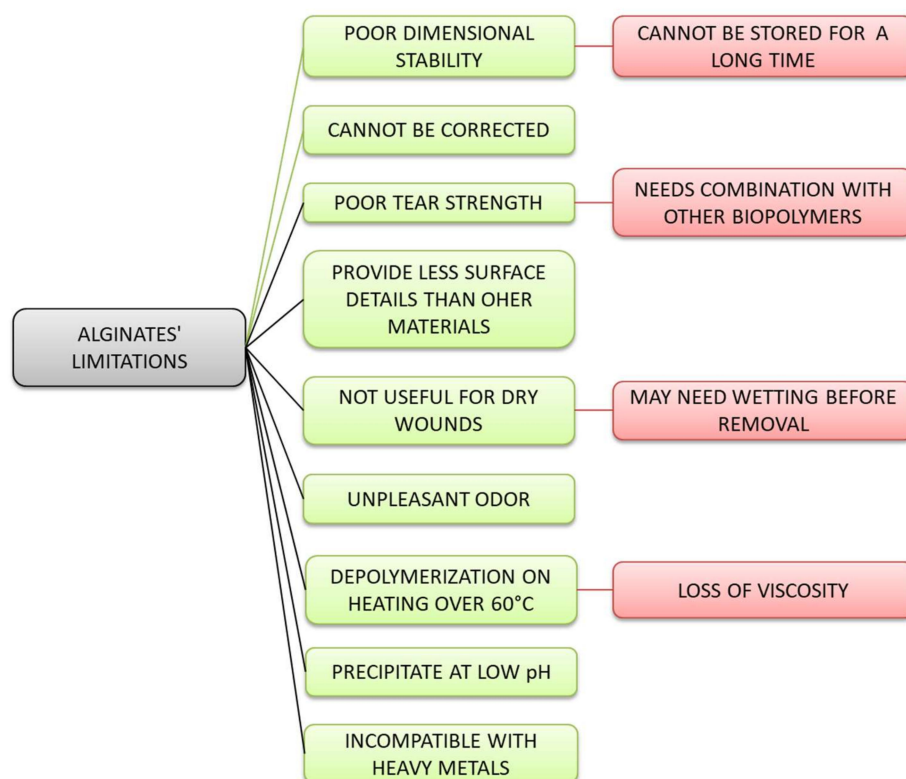 ALGINATES'
LIMITATIONS
POOR DIMENSIONAL
STABILITY
CANNOT BE STORED FOR A
LONG TIME
CANNOT BE CORRECTED
POOR TEAR STRENGTH
NEEDS COMBINATION WITH
OTHER BIOPOLYMERS
PROVIDE LESS SURFACE
DETAILS THAN OHER
MATERIALS
NOT USEFUL FOR DRY
WOUNDS
MAY NEED WETTING BEFORE
REMOVAL
UNPLEASANT ODOR
DEPOLYMERIZATION ON
HEATING OVER 60°C
LOSS OF VISCOSITY
PRECIPITATE AT LOW pH
INCOMPATIBLE WITH
HEAVY METALS